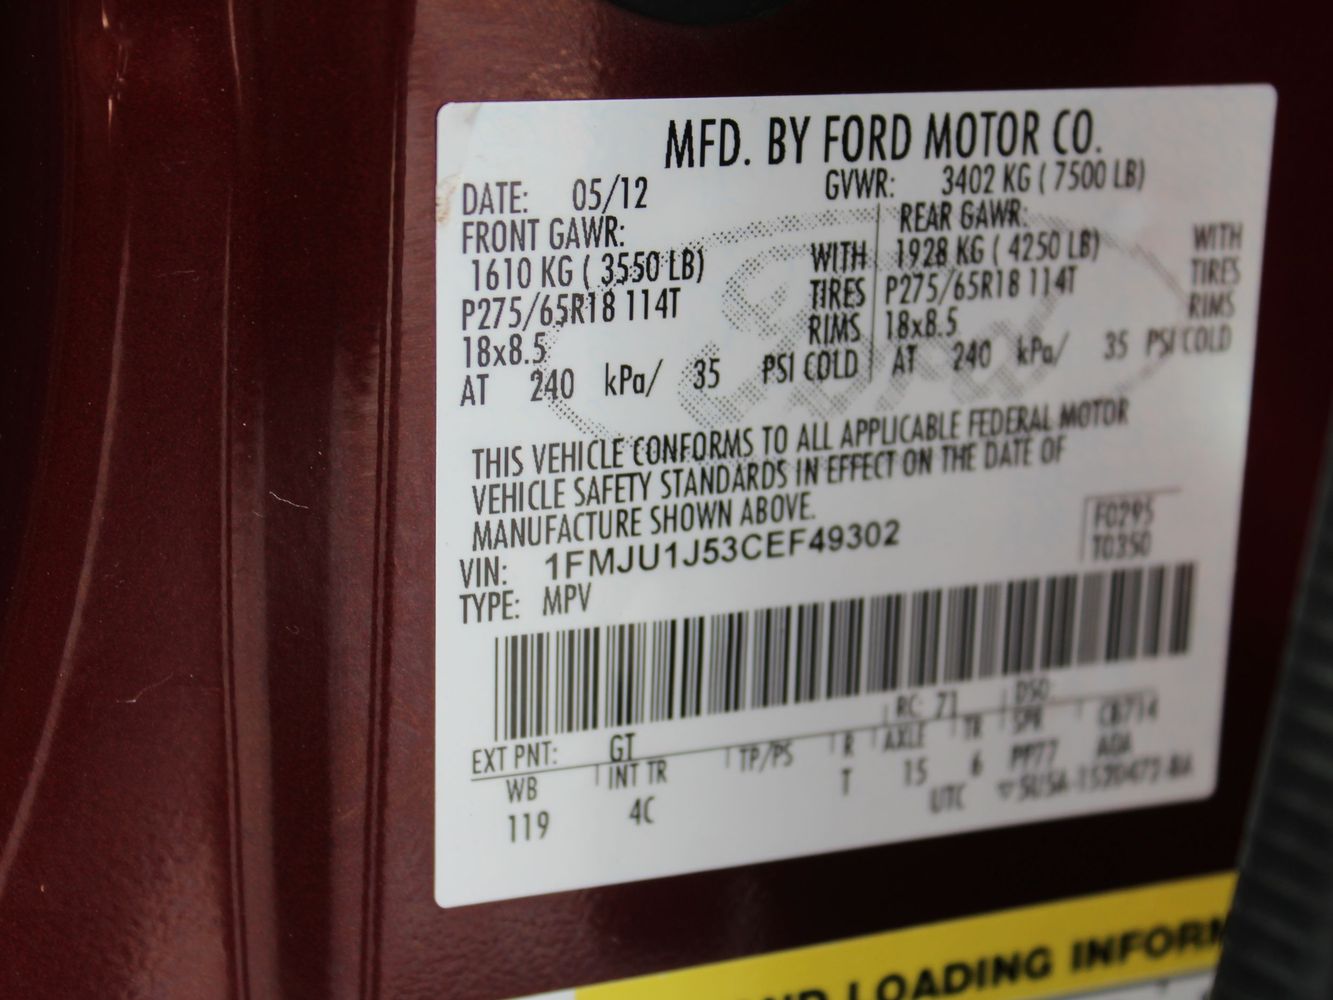 MFD. BY FORD MOTOR CO.
DATE: 05/12 GVWR: 3402 KG ( 7500 LB)
FRONT GAWR: REAR GAWR:
1610 KG ( 3550 LB) WITH 1928 KG ( 4250 LB) WITH
P275/65R18 114T TIRES P275/65R18 114T TIRES
18x8.5 RIMS 18x8.5 RIMS
AT 240 kPa/ 35 PSI COLD AT 240 kPa/ 35 PSI COLD
Ford
THIS VEHICLE CONFORMS TO ALL APPLICABLE FEDERAL MOTOR
VEHICLE SAFETY STANDARDS IN EFFECT ON THE DATE OF
MANUFACTURE SHOWN ABOVE.
F0295
VIN: 1FMJU1J53CEF49302 T0350
TYPE: MPV
RC: 71 DSO:
EXT PNT: GT
WB INT TR TP/PS R AXLE TR SPR CB714
119 4C T 15 6 PP77
UTC
LOADING INFORM